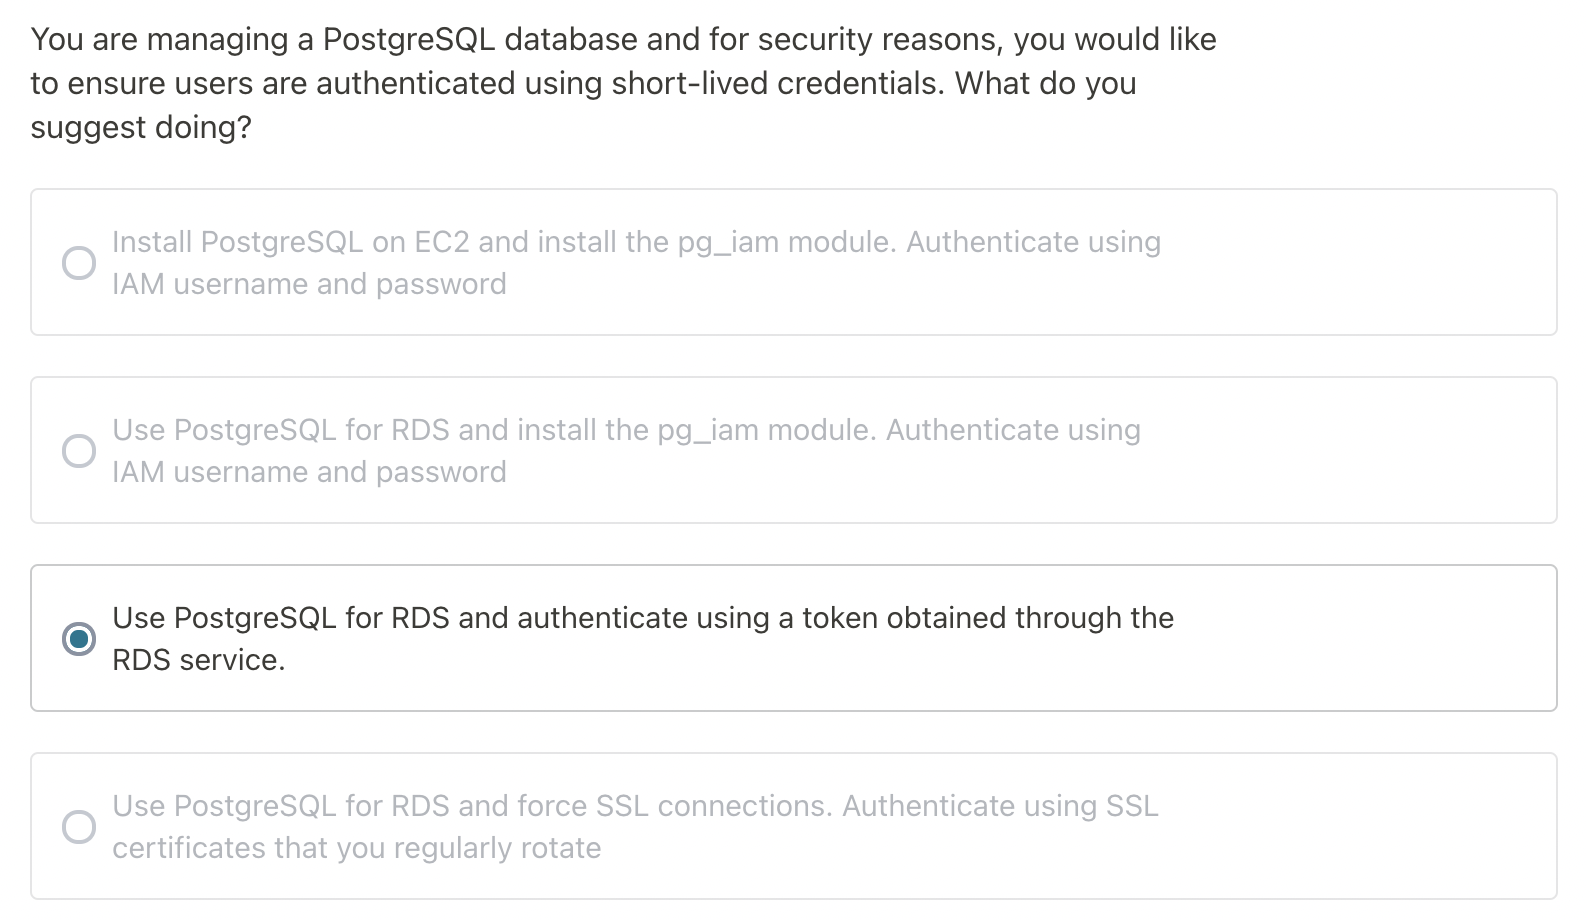 You are managing a PostgreSQL database and for security reasons, you would like
to ensure users are authenticated using short-lived credentials. What do you
suggest doing?
Install PostgreSQL on EC2 and install the pg_iam module. Authenticate using
IAM username and password
Use PostgreSQL for RDS and install the pg_iam module. Authenticate using
IAM username and password
Use PostgreSQL for RDS and authenticate using a token obtained through the
RDS service.
Use PostgreSQL for RDS and force SSL connections. Authenticate using SSL
certificates that you regularly rotate